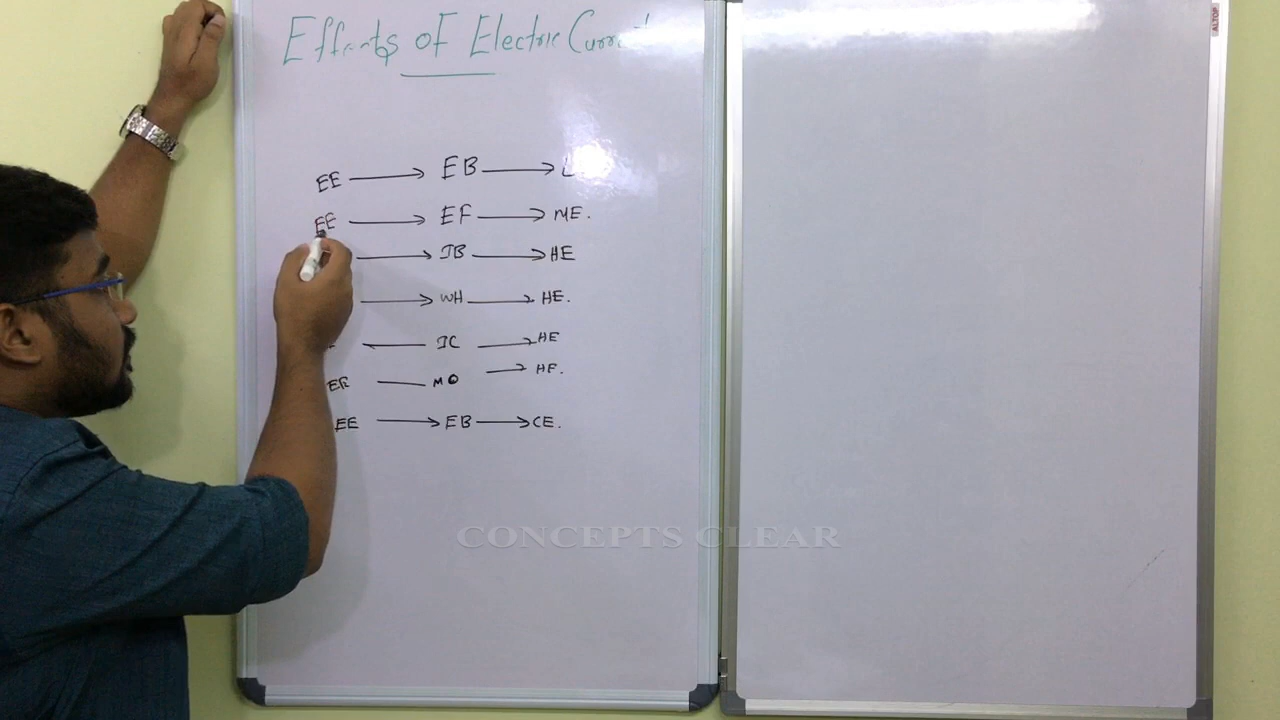 Effects of Electric Current
EE → EB → L
EE → EF → ME.
→ IB → HE
→ WH → HE.
— IC → HE
— MO → HE.
EE → EB → CE.
CONCEPTS CLEAR
ALTOP